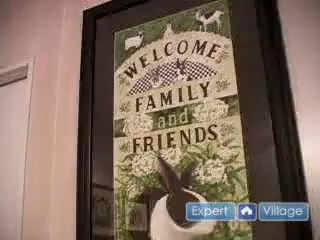 WELCOME
FAMILY
and
FRIENDS
Expert Village